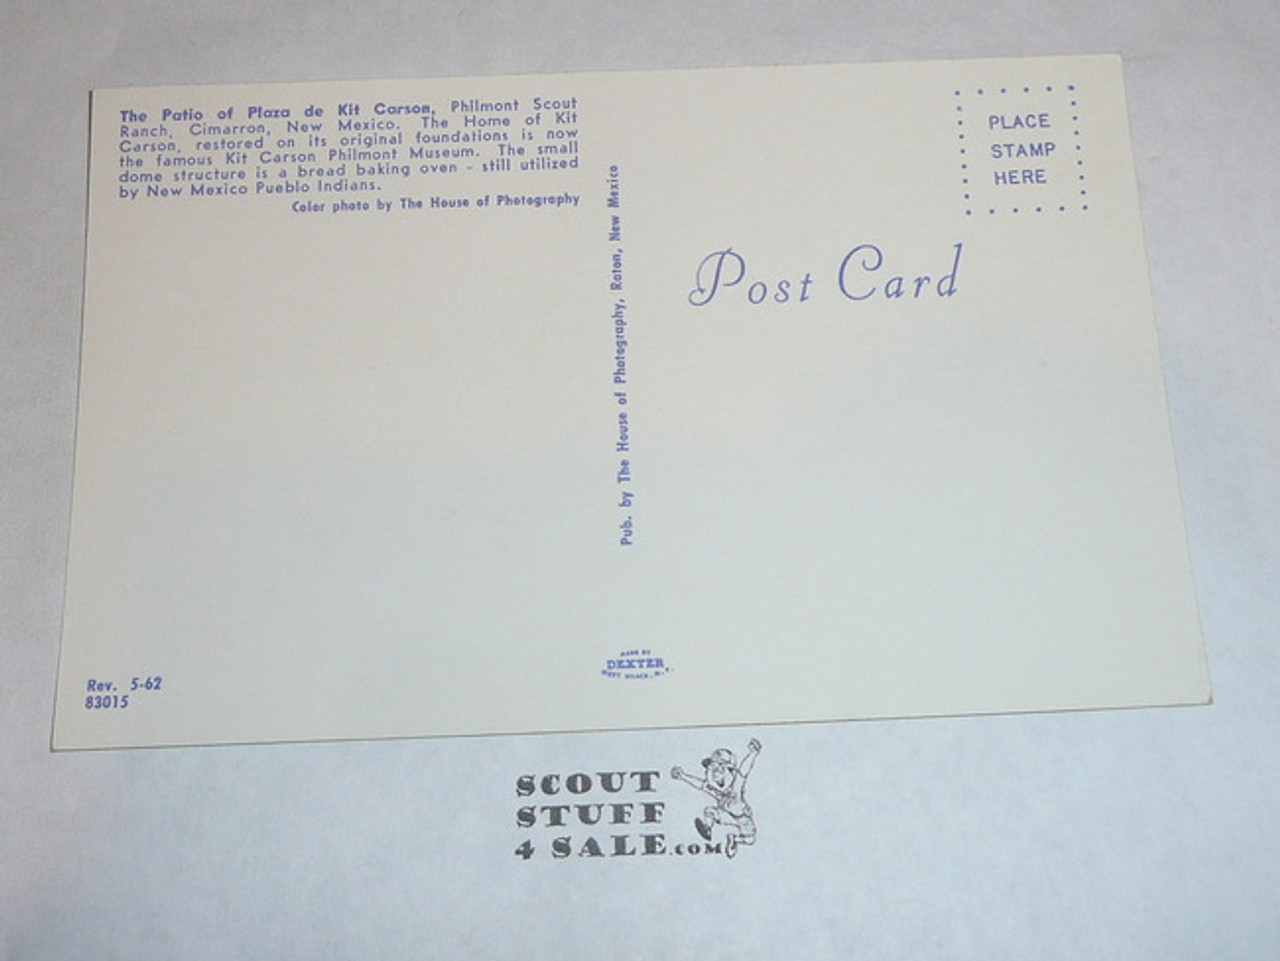 The Patio of Plaza de Kit Carson, Philmont Scout
Ranch, Cimarron, New Mexico. The Home of Kit
Carson, restored on its original foundations is now
the famous Kit Carson Philmont Museum. The small
dome structure is a bread baking oven - still utilized
by New Mexico Pueblo Indians.
Color photo by The House of Photography
Pub. by The House of Photography, Raton, New Mexico
PLACE
STAMP
HERE
Post Card
Rev. 5-62
83015
MADE BY
DEXTER
WEST NYACK, N.Y.
SCOUT
STUFF
4 SALE.COM